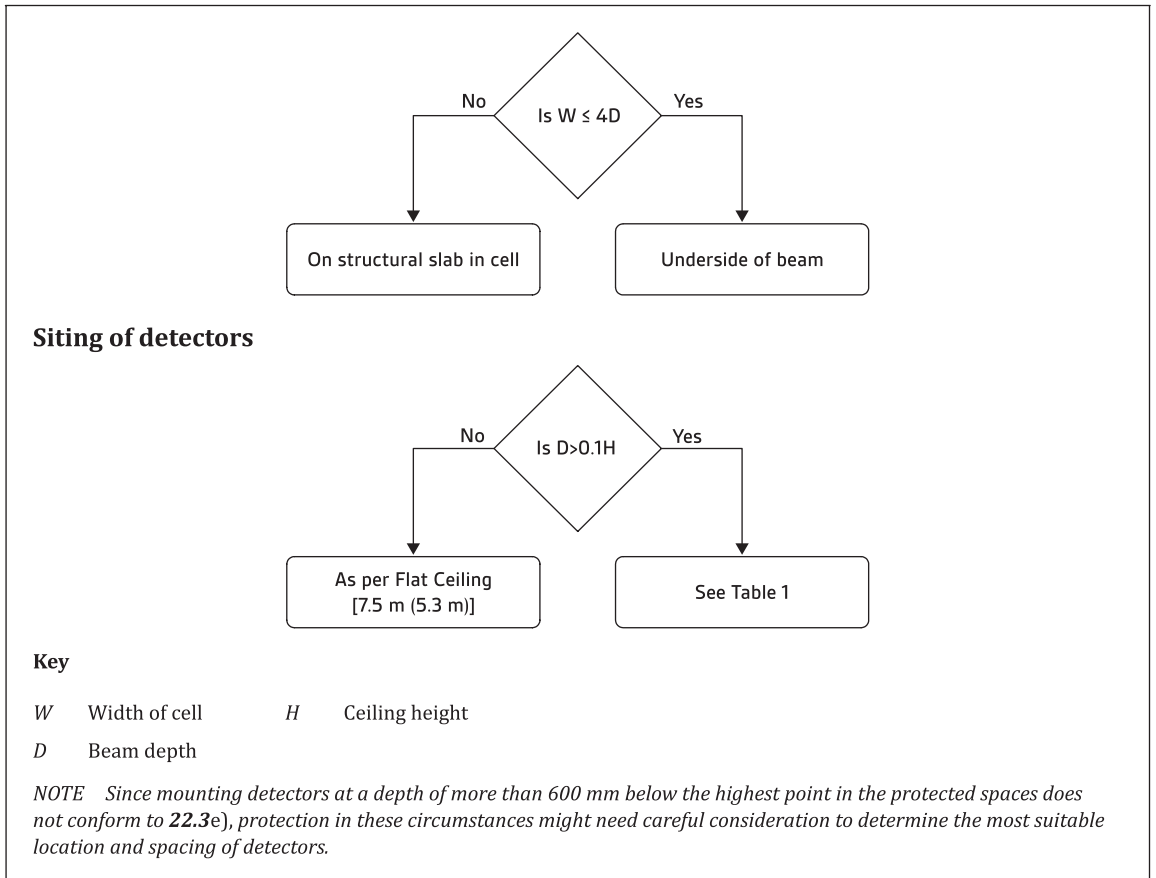 Is W ≤ 4D
No
Yes
On structural slab in cell
Underside of beam
Siting of detectors
Is D>0.1H
No
Yes
As per Flat Ceiling
[7.5 m (5.3 m)]
See Table 1
Key
W Width of cell H Ceiling height
D Beam depth
NOTE Since mounting detectors at a depth of more than 600 mm below the highest point in the protected spaces does
not conform to 22.3e), protection in these circumstances might need careful consideration to determine the most suitable
location and spacing of detectors.